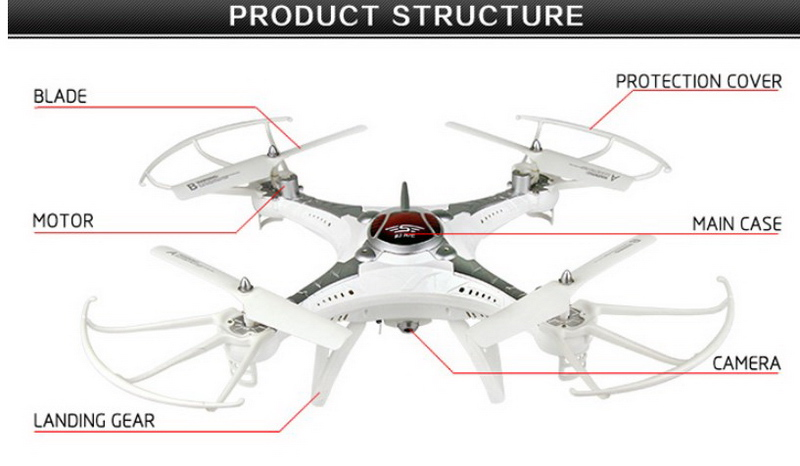 PRODUCT STRUCTURE
BLADE
PROTECTION COVER
MOTOR
MAIN CASE
CAMERA
LANDING GEAR
B
A
A